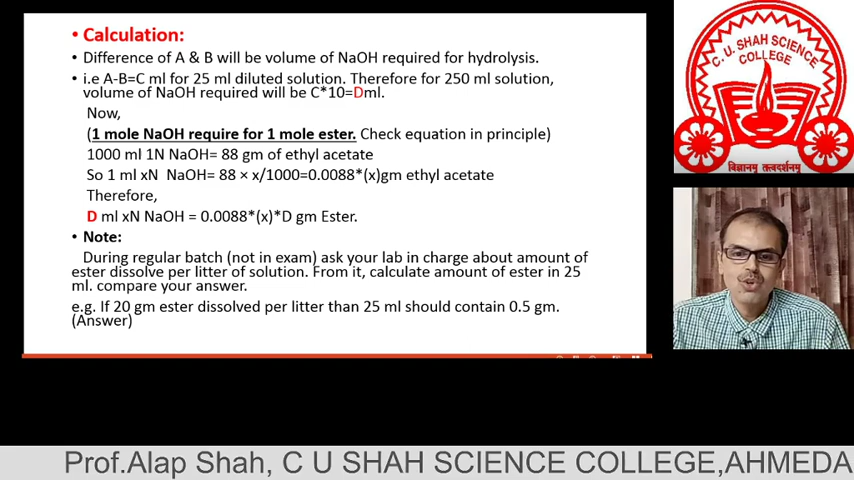 • Calculation:
• Difference of A & B will be volume of NaOH required for hydrolysis.
• i.e A-B=C ml for 25 ml diluted solution. Therefore for 250 ml solution,
volume of NaOH required will be C*10=Dml.
Now,
(1 mole NaOH require for 1 mole ester. Check equation in principle)
1000 ml 1N NaOH= 88 gm of ethyl acetate
So 1 ml xN NaOH= 88 × x/1000=0.0088*(x)gm ethyl acetate
Therefore,
D ml xN NaOH = 0.0088*(x)*D gm Ester.
• Note:
During regular batch (not in exam) ask your lab in charge about amount of
ester dissolve per litter of solution. From it, calculate amount of ester in 25
ml. compare your answer.
e.g. If 20 gm ester dissolved per litter than 25 ml should contain 0.5 gm.
(Answer)
C. U. SHAH SCIENCE
COLLEGE
विज्ञानम् तत्वदर्शनम्
Prof.Alap Shah, C U SHAH SCIENCE COLLEGE,AHMEDA